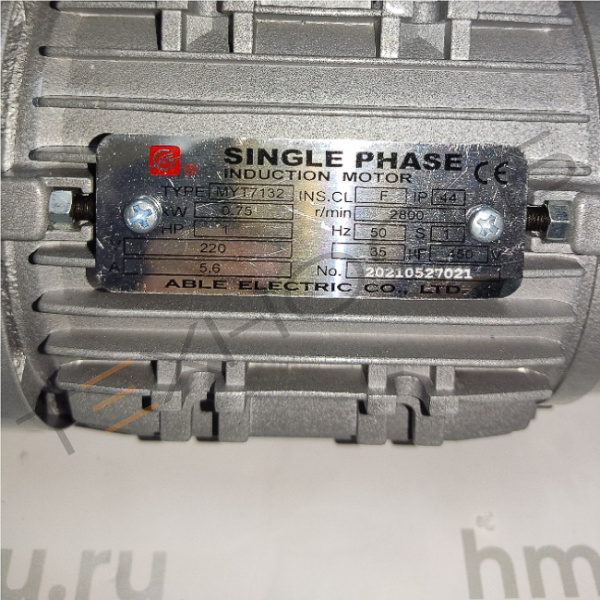 ® SINGLE PHASE
INDUCTION MOTOR CE
TYPE MYT7132 INS.CL F IP 44
kW 0.75 r/min 2800
HP 1 Hz 50 S 1
220 35 µF 450 V
A 5.6 No. 20210527021
ABLE ELECTRIC CO., LTD
u.ru
hm